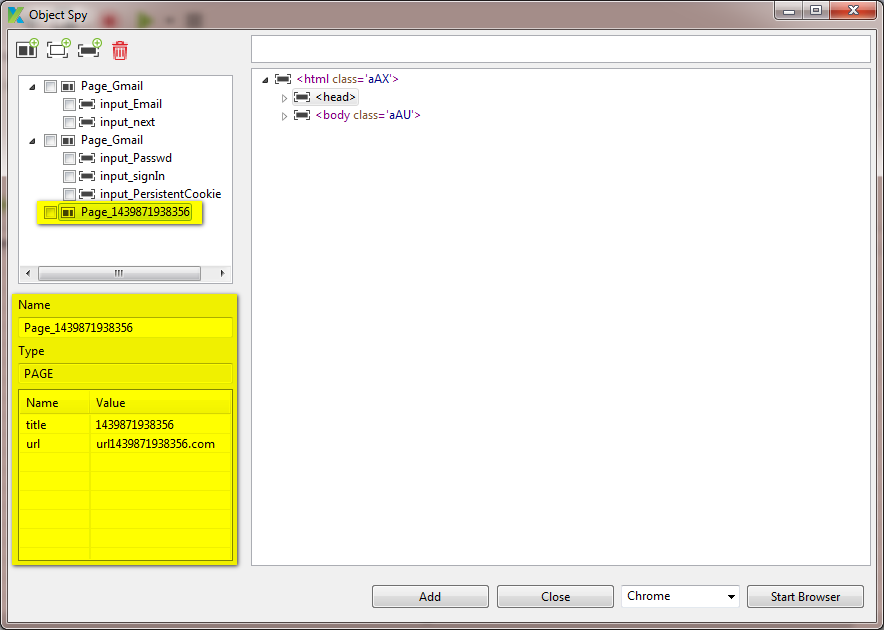 Object Spy
Page_Gmail
input_Email
input_next
Page_Gmail
input_Passwd
input_signIn
input_PersistentCookie
Page_1439871938356
Name
Page_1439871938356
Type
PAGE
Name Value
title 1439871938356
url url1439871938356.com
<html class='aAX'>
<head>
<body class='aAU'>
Add Close Chrome Start Browser